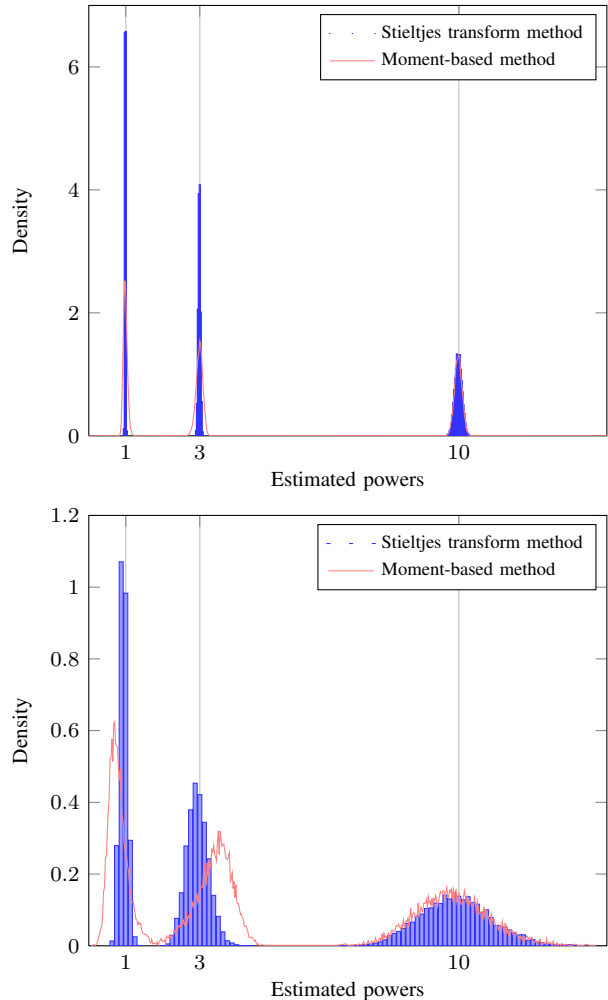 6
4
2
0
Density
Stieltjes transform method
Moment-based method
1 3 10
Estimated powers
1.2
1
0.8
0.6
0.4
0.2
0
Density
Stieltjes transform method
Moment-based method
1 3 10
Estimated powers